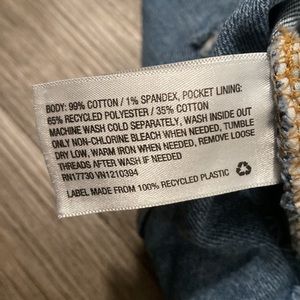 BODY: 99% COTTON / 1% SPANDEX, POCKET LINING:
65% RECYCLED POLYESTER / 35% COTTON
MACHINE WASH COLD SEPARATELY, WASH INSIDE OUT
ONLY NON-CHLORINE BLEACH WHEN NEEDED, TUMBLE
DRY LOW, WARM IRON WHEN NEEDED, REMOVE LOOSE
THREADS AFTER WASH IF NEEDED
RN17730 VN1210394
LABEL MADE FROM 100% RECYCLED PLASTIC